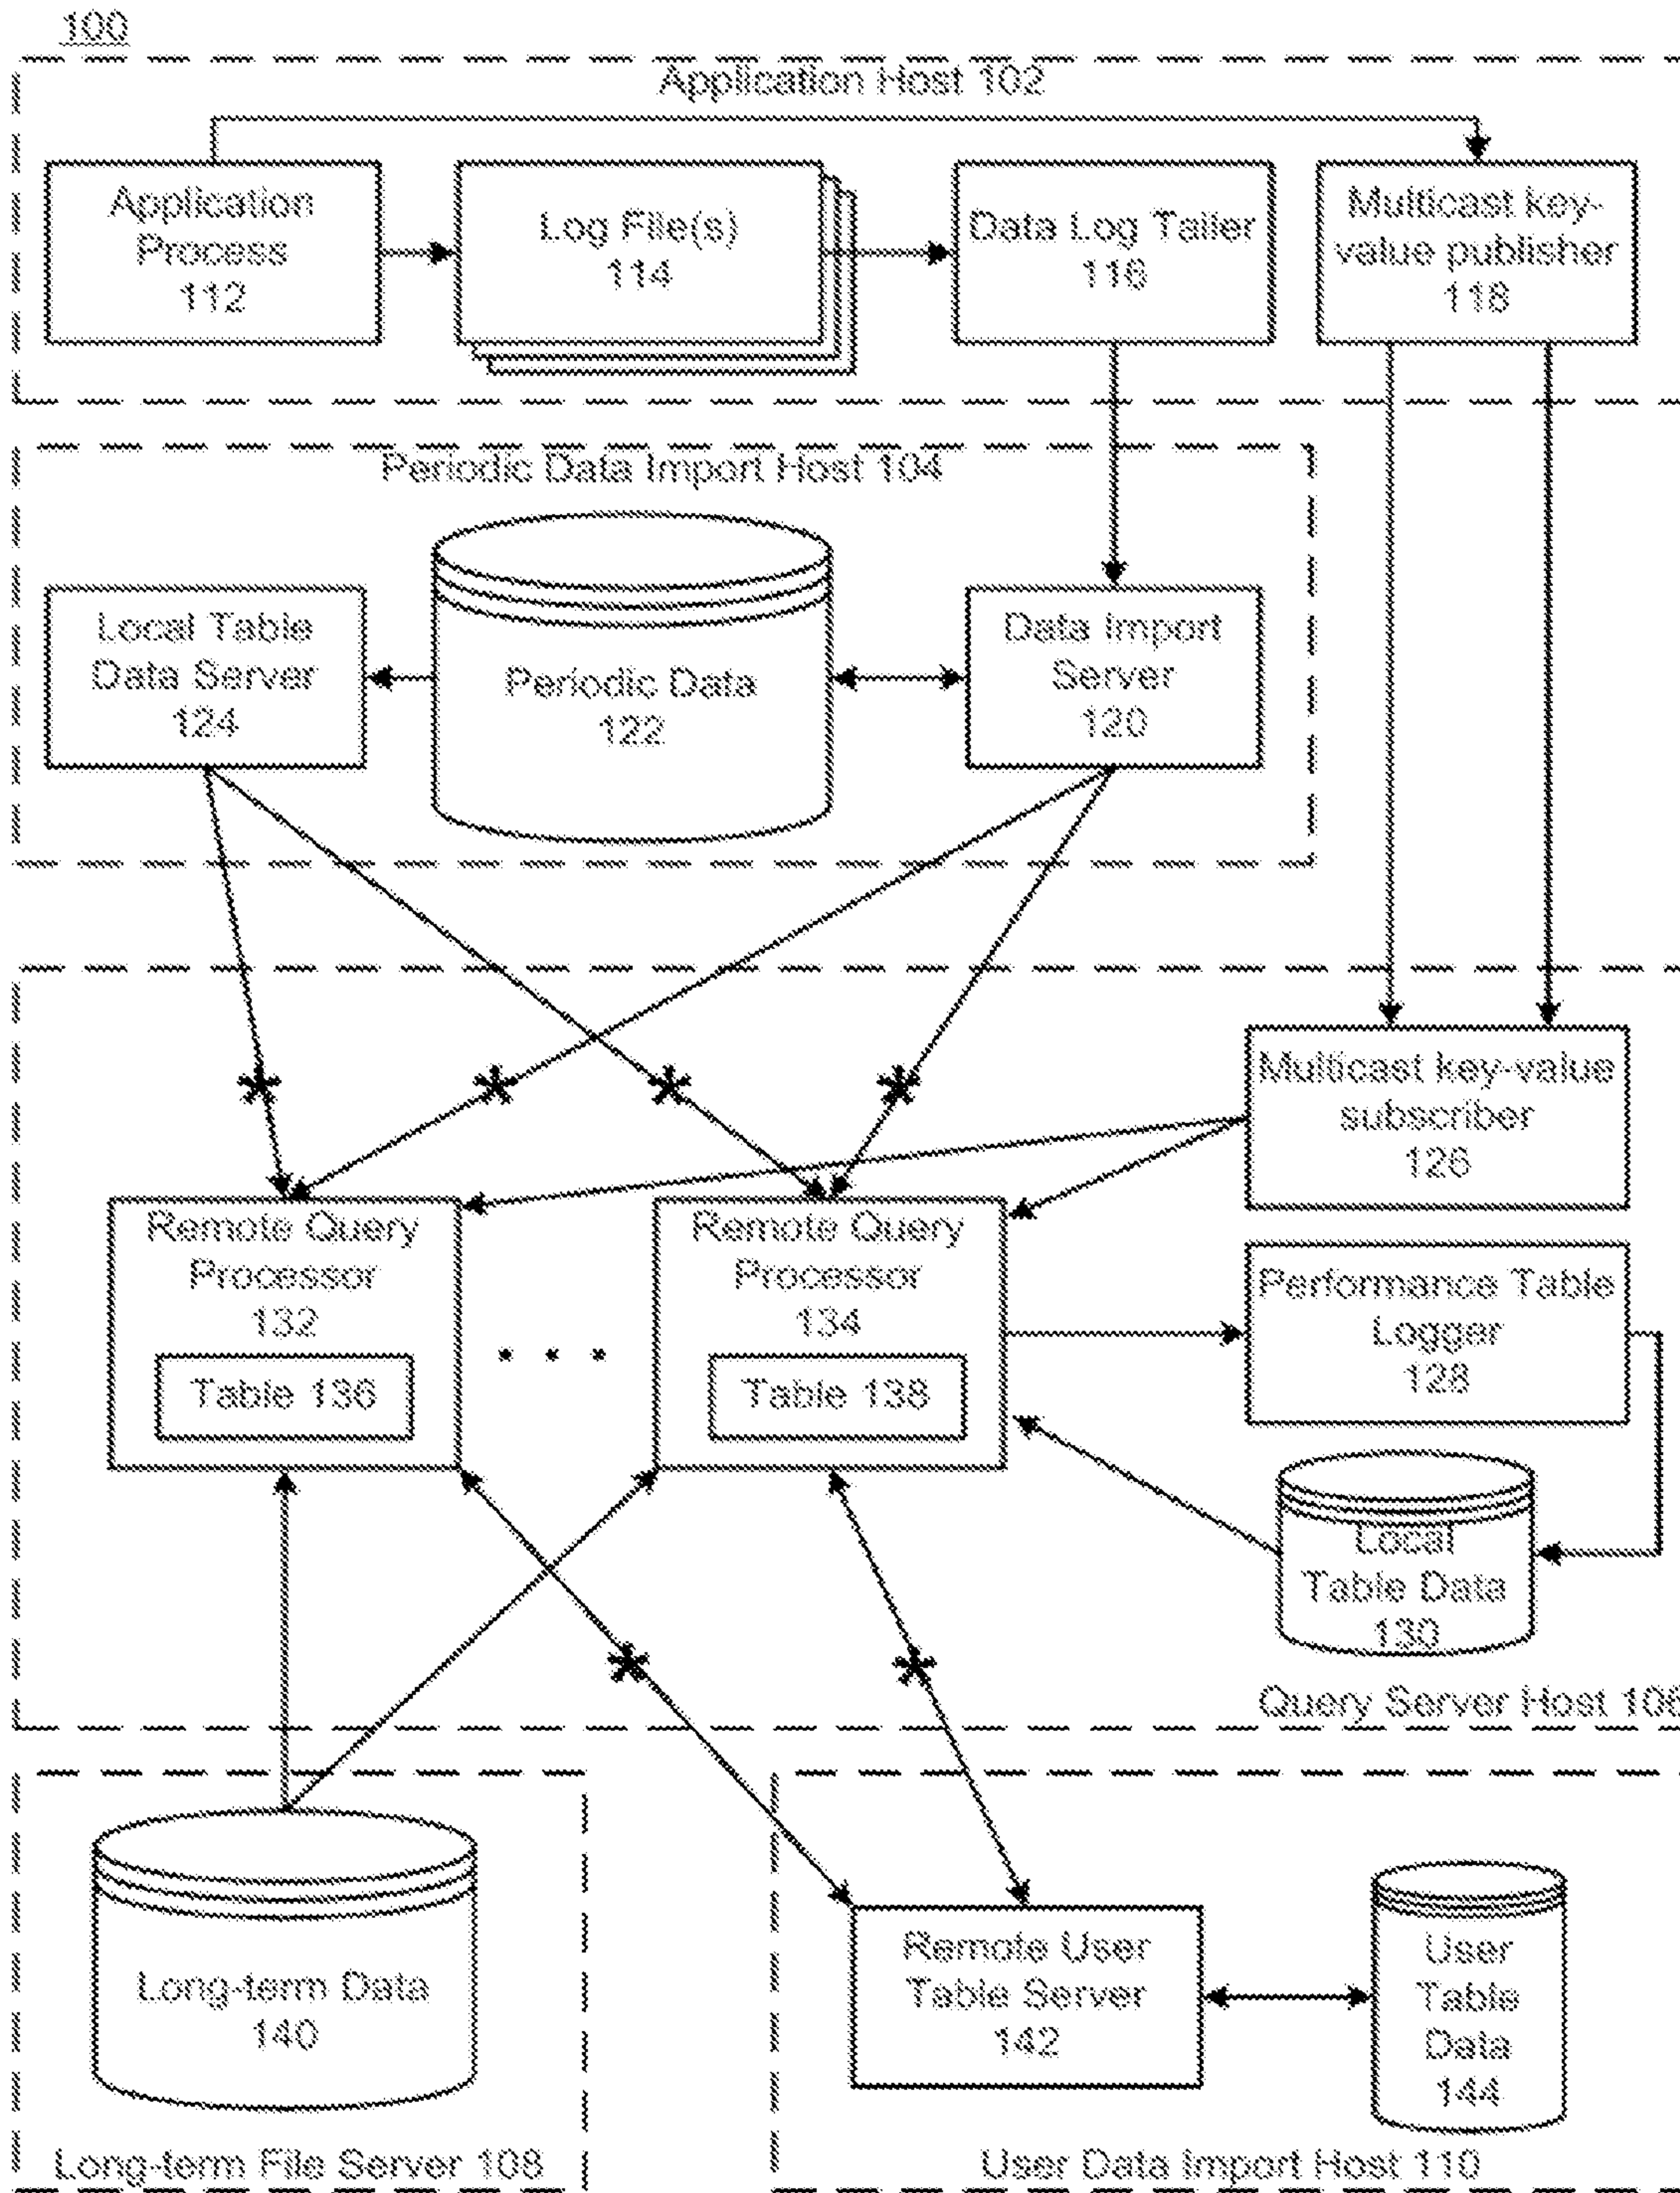 100
Application Host 102
Application
Process
112
Log File(s)
114
Data Log Tailer
116
Multicast key-
value publisher
118
Periodic Data Import Host 104
Local Table
Data Server
124
Periodic Data
122
Data Import
Server
120
Multicast key-value
subscriber
126
Remote Query
Processor
132
Table 136
Remote Query
Processor
134
Table 138
Performance Table
Logger
128
Local
Table Data
130
Query Server Host 106
Long-term Data
140
Long-term File Server 108
Remote User
Table Server
142
User
Table
Data
144
User Data Import Host 110